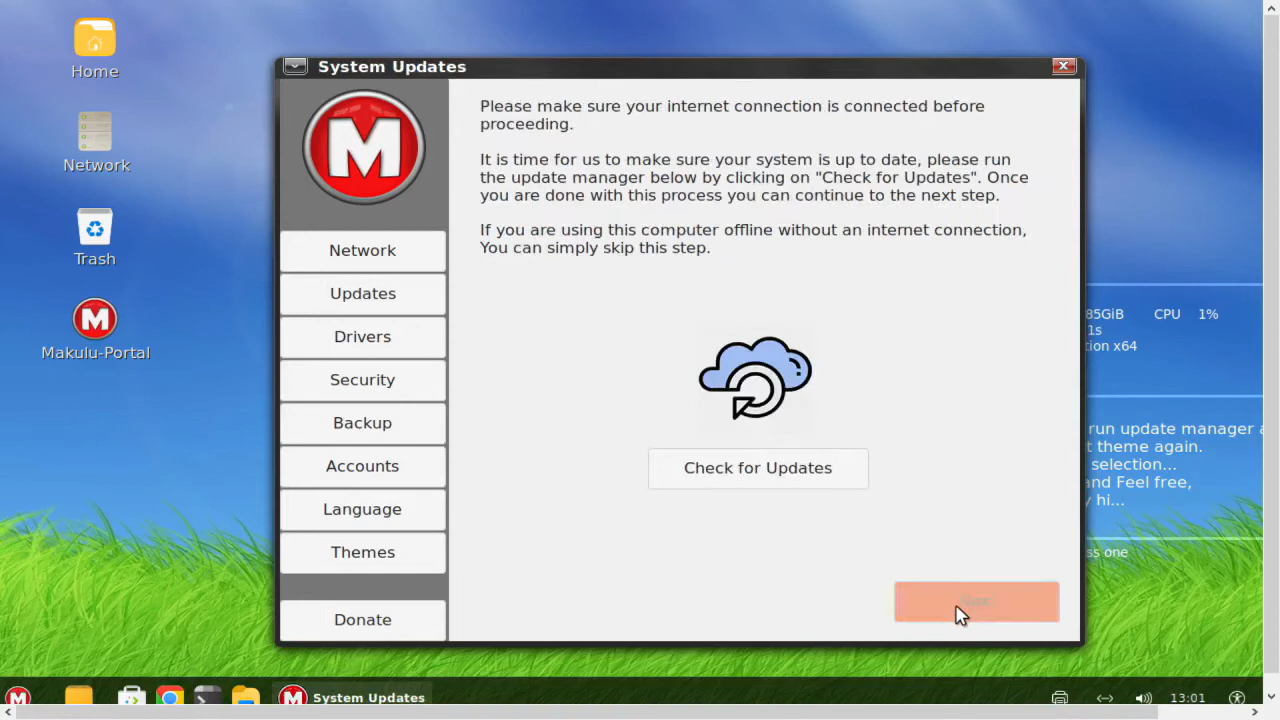 Home
Network
Trash
Makulu-Portal
System Updates
M
Network
Updates
Drivers
Security
Backup
Accounts
Language
Themes
Donate
Please make sure your internet connection is connected before
proceeding.
It is time for us to make sure your system is up to date, please run
the update manager below by clicking on "Check for Updates". Once
you are done with this process you can continue to the next step.
If you are using this computer offline without an internet connection,
You can simply skip this step.
Check for Updates
85GiB CPU 1%
1s
tion x64
run update manager a
t theme again.
selection...
and Feel free,
y hi...
ss one
System Updates
13:01